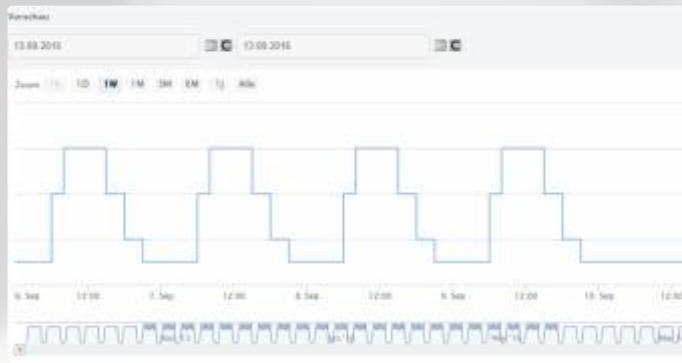 Vorschau
13.09.2016 13.09.2016
Zoom 1D 1W 1M 3M 6M 1J Alle
6. Sep 12:00 7. Sep 12:00 8. Sep 12:00 9. Sep 12:00 10. Sep 12:00